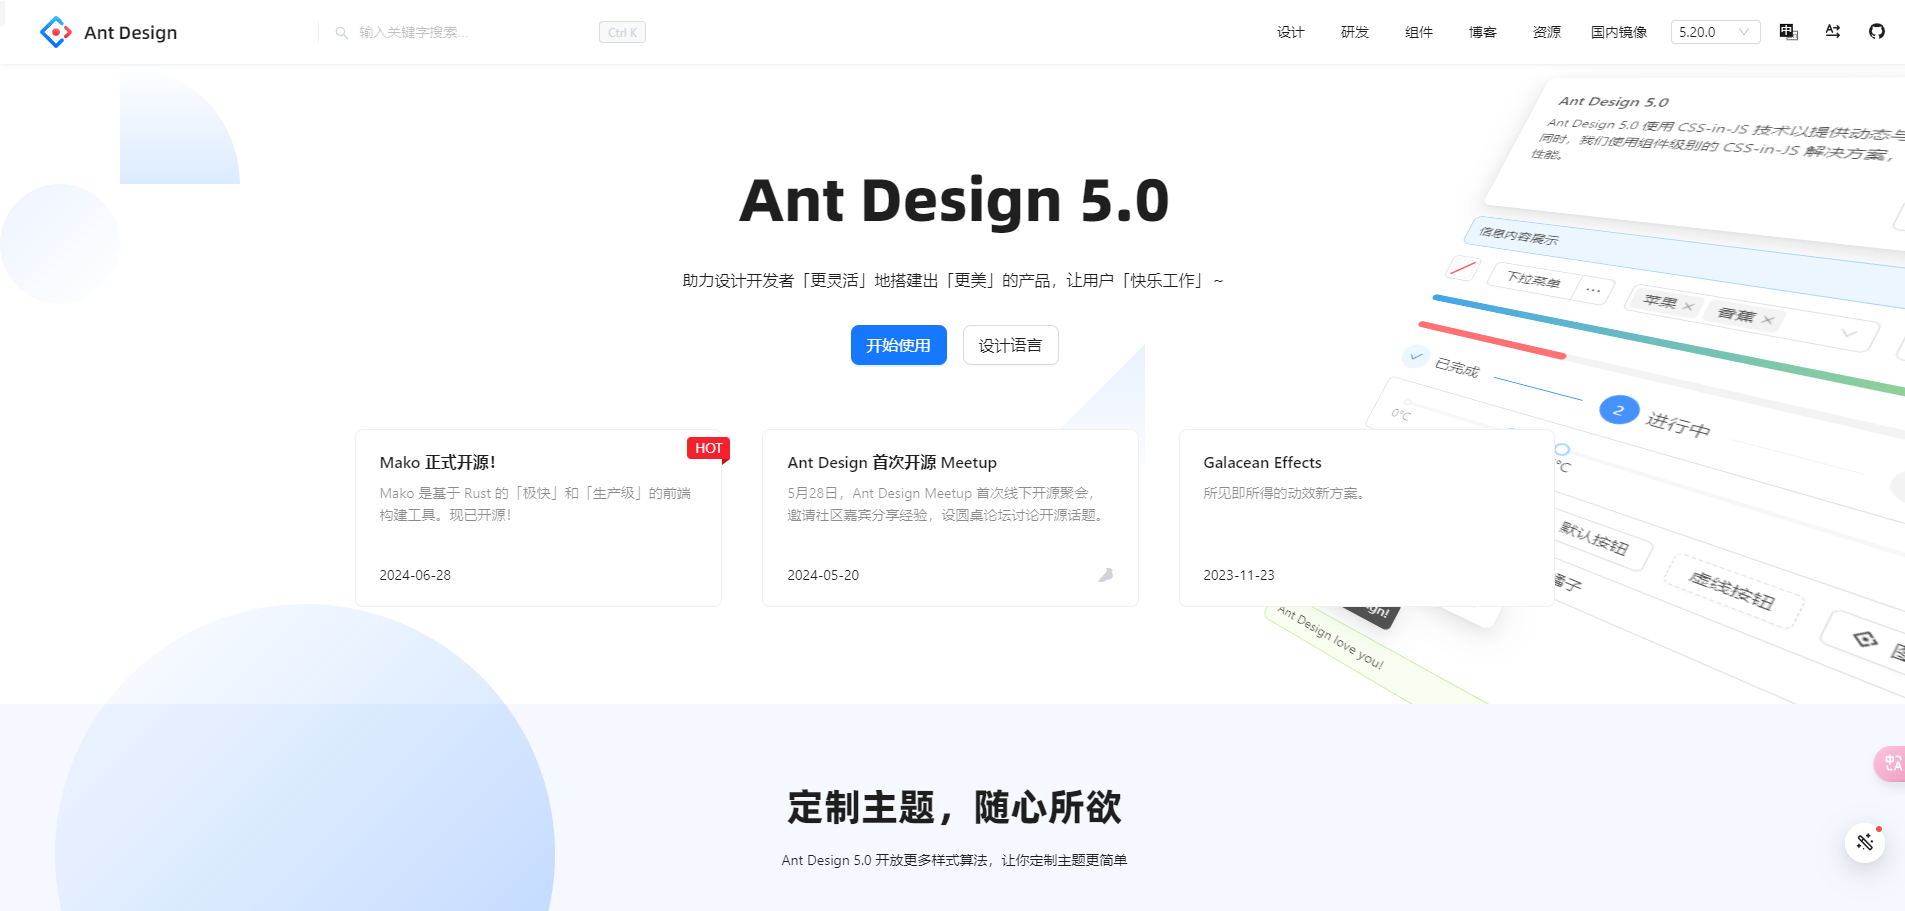 Ant Design
输入关键字搜索...
Ctrl K
设计
研发
组件
博客
资源
国内镜像
5.20.0
Ant Design 5.0
助力设计开发者「更灵活」地搭建出「更美」的产品，让用户「快乐工作」~
开始使用
设计语言
Ant Design 5.0
Ant Design 5.0 使用 CSS-in-JS 技术以提供动态与
同时，我们使用组件级别的 CSS-in-JS 解决方案，
性能。
信息内容展示
下拉菜单
...
苹果
香蕉
已完成
2
进行中
0°C
°C
默认按钮
虚线按钮
子
ign!
Ant Design love you!
HOT
Mako 正式开源！
Mako 是基于 Rust 的「极快」和「生产级」的前端
构建工具。现已开源！
2024-06-28
Ant Design 首次开源 Meetup
5月28日，Ant Design Meetup 首次线下开源聚会，
邀请社区嘉宾分享经验，设圆桌论坛讨论开源话题。
2024-05-20
Galacean Effects
所见即所得的动效新方案。
2023-11-23
定制主题，随心所欲
Ant Design 5.0 开放更多样式算法，让你定制主题更简单